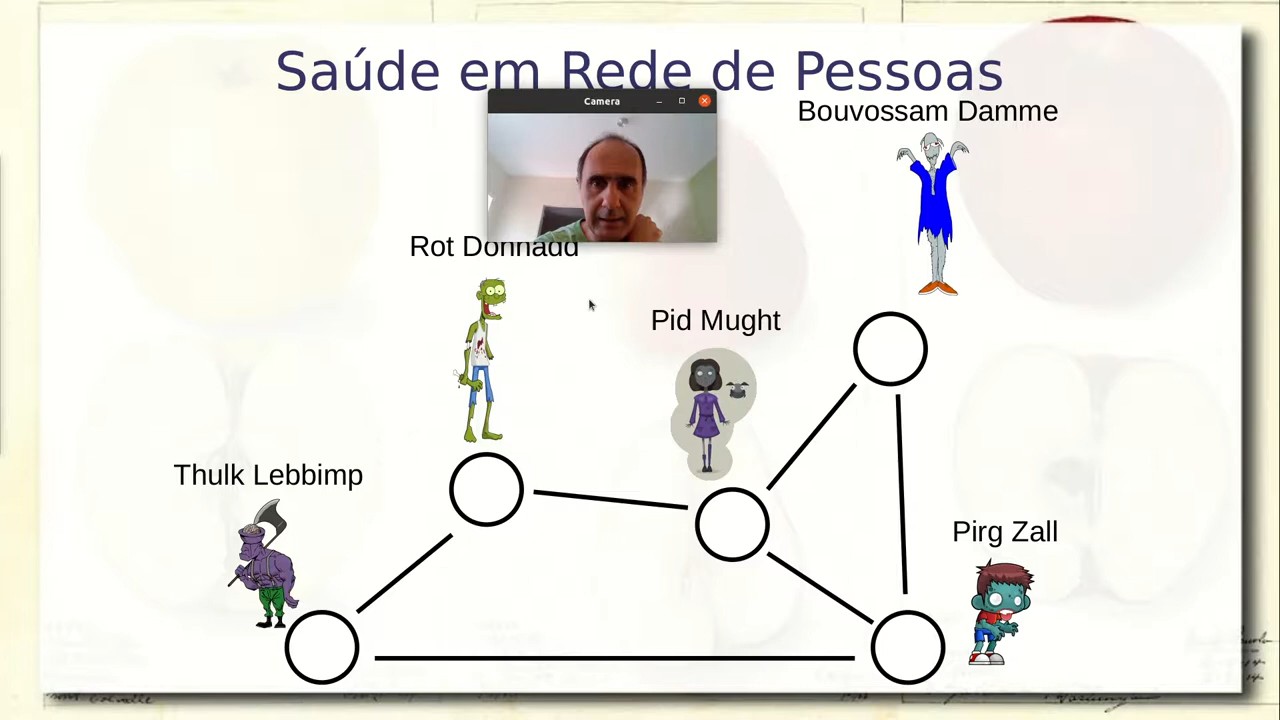 Saúde em Rede de Pessoas
Camera
Bouvossam Damme
Rot Donnadd
Pid Mught
Thulk Lebbimp
Pirg Zall